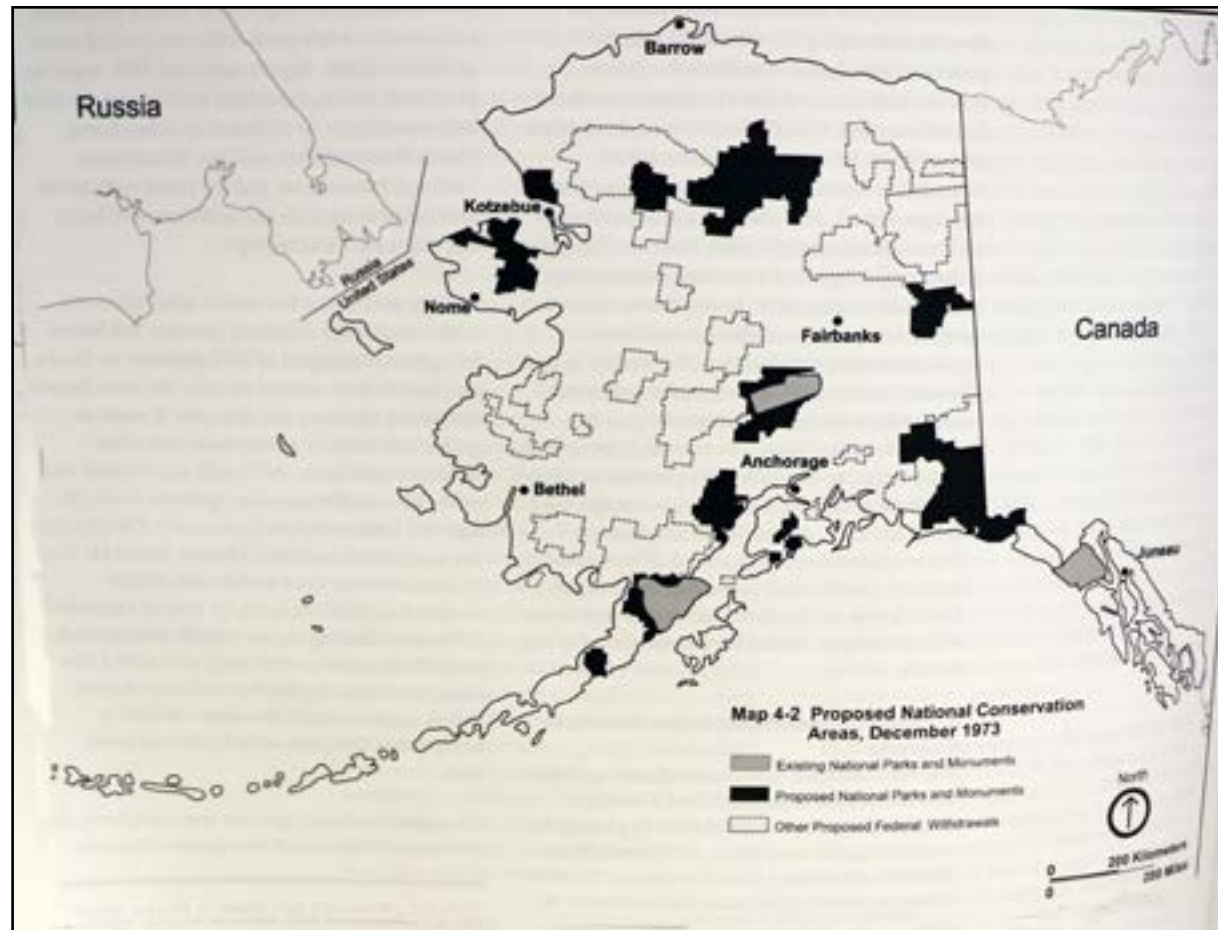 Barrow
Russia
Kotzebue
Russia
United States
Nome
Fairbanks
Canada
Anchorage
Bethel
Juneau
Map 4-2 Proposed National Conservation
Areas, December 1973
Existing National Parks and Monuments
Proposed National Parks and Monuments
Other Proposed Federal Withdrawals
North
0 200 Kilometers
0 200 Miles